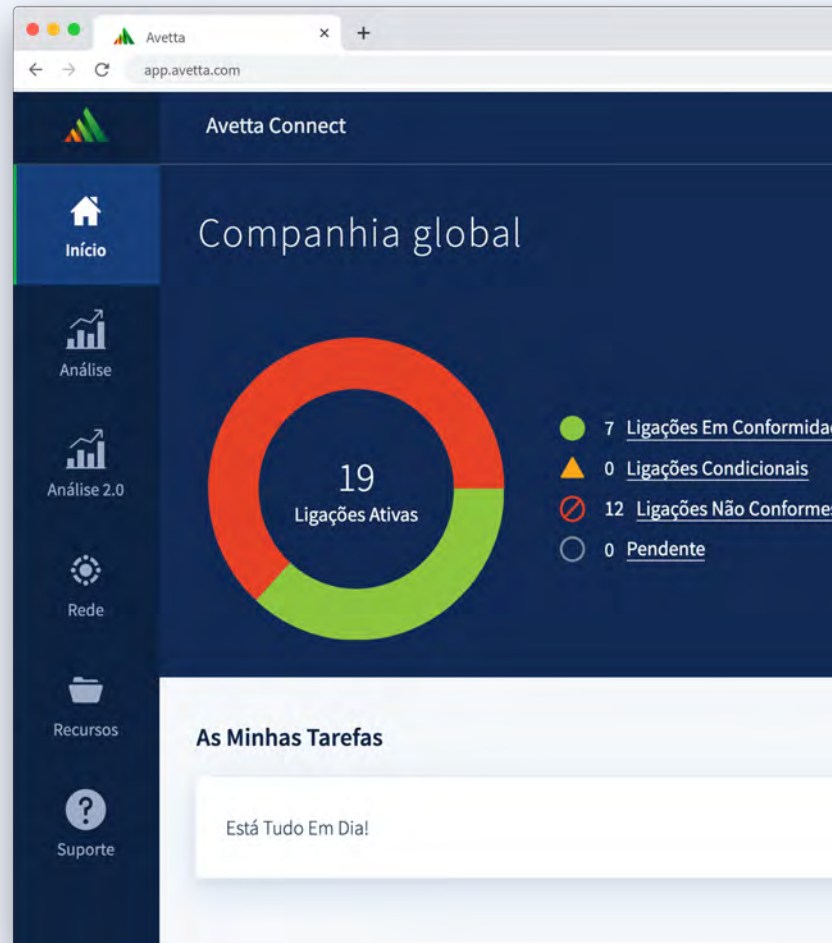 Avetta
app.avetta.com
Avetta Connect
Início
Companhia global
Análise
Análise 2.0
Rede
Recursos
Suporte
19
Ligações Ativas
7 Ligações Em
0 Ligações Condicionais
12 Ligações Não Conformes
0 Pendente
As Minhas Tarefas
Está Tudo Em Dia!